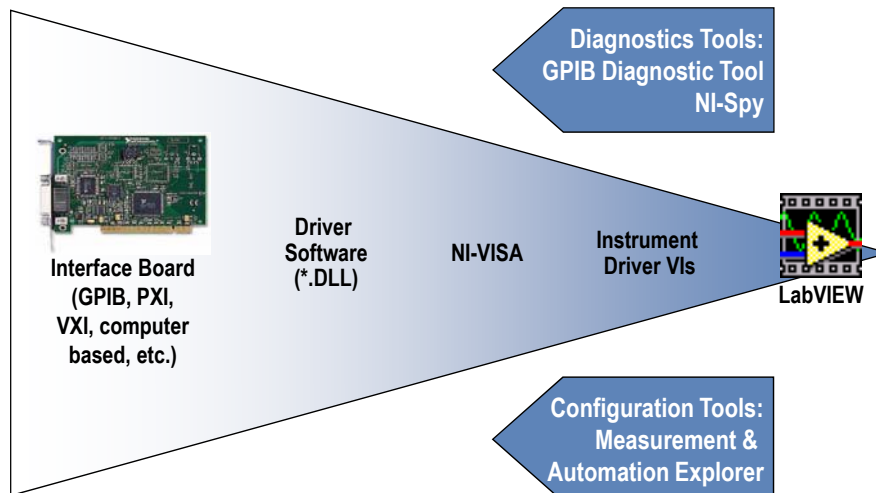 Diagnostics Tools:
GPIB Diagnostic Tool
NI-Spy
Interface Board
(GPIB, PXI,
VXI, computer
based, etc.)
Driver
Software
(*.DLL)
NI-VISA
Instrument
Driver VIs
LabVIEW
Configuration Tools:
Measurement &
Automation Explorer